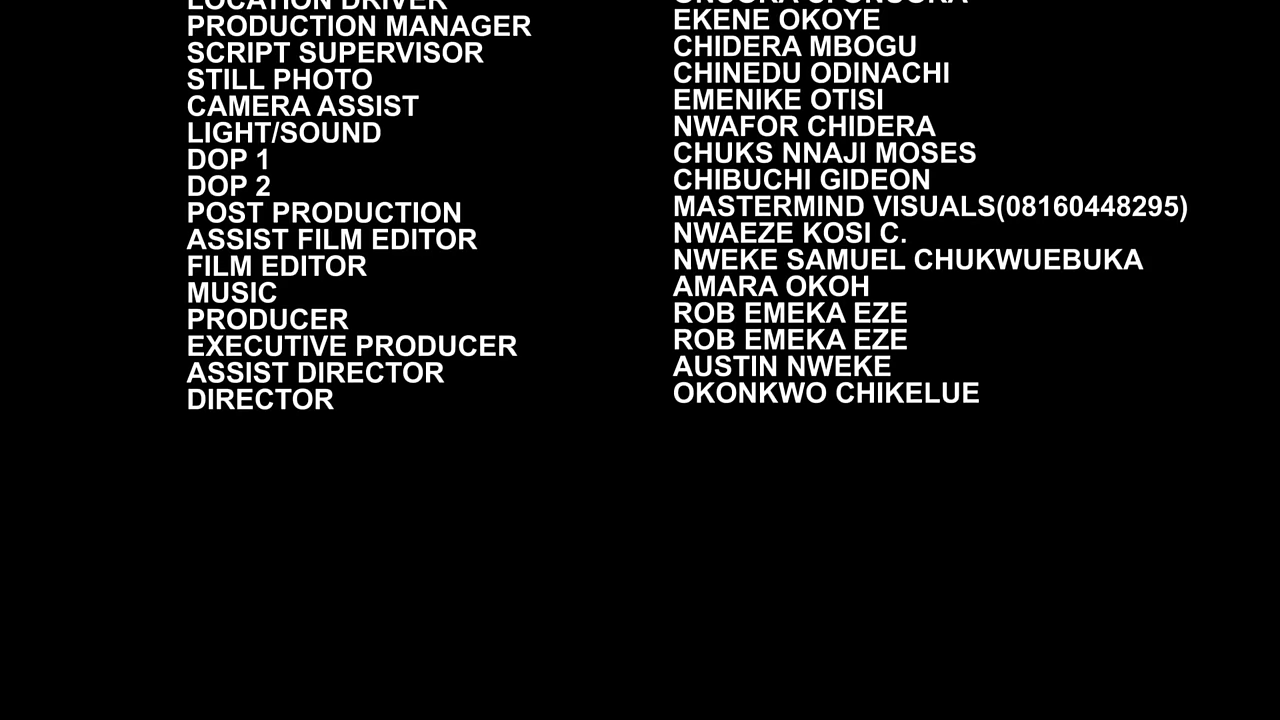 LOCATION DRIVER
PRODUCTION MANAGER EKENE OKOYE
SCRIPT SUPERVISOR CHIDERA MBOGU
STILL PHOTO CHINEDU ODINACHI
CAMERA ASSIST EMENIKE OTISI
LIGHT/SOUND NWAFOR CHIDERA
DOP 1 CHUKS NNAJI MOSES
DOP 2 CHIBUCHI GIDEON
POST PRODUCTION MASTERMIND VISUALS(08160448295)
ASSIST FILM EDITOR NWAEZE KOSI C.
FILM EDITOR NWEKE SAMUEL CHUKWUEBUKA
MUSIC AMARA OKOH
PRODUCER ROB EMEKA EZE
EXECUTIVE PRODUCER ROB EMEKA EZE
ASSIST DIRECTOR AUSTIN NWEKE
DIRECTOR OKONKWO CHIKELUE